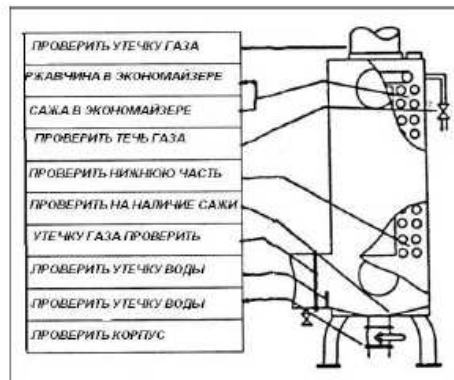 ПРОВЕРИТЬ УТЕЧКУ ГАЗА
РЖАВЧИНА В ЭКОНОМАЙЗЕРЕ
САЖА В ЭКОНОМАЙЗЕРЕ
ПРОВЕРИТЬ ТЕЧЬ ГАЗА
ПРОВЕРИТЬ НИЖНЮЮ ЧАСТЬ
ПРОВЕРИТЬ НА НАЛИЧИЕ САЖИ
УТЕЧКУ ГАЗА ПРОВЕРИТЬ
ПРОВЕРИТЬ УТЕЧКУ ВОДЫ
ПРОВЕРИТЬ УТЕЧКУ ВОДЫ
ПРОВЕРИТЬ КОРПУС